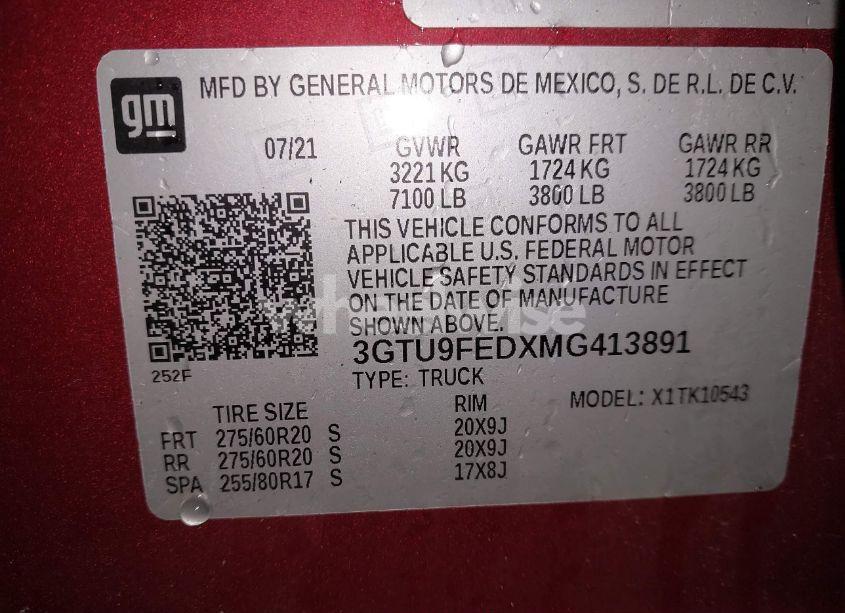 gm
MFD BY GENERAL MOTORS DE MEXICO, S. DE R.L. DE C.V.
07/21 GVWR GAWR FRT GAWR RR
3221 KG 1724 KG 1724 KG
7100 LB 3800 LB 3800 LB
THIS VEHICLE CONFORMS TO ALL
APPLICABLE U.S. FEDERAL MOTOR
VEHICLE SAFETY STANDARDS IN EFFECT
ON THE DATE OF MANUFACTURE
SHOWN ABOVE.
3GTU9FEDXMG413891
252F
TYPE: TRUCK MODEL: X1TK10543
TIRE SIZE RIM
FRT 275/60R20 S 20X9J
RR 275/60R20 S 20X9J
SPA 255/80R17 S 17X8J